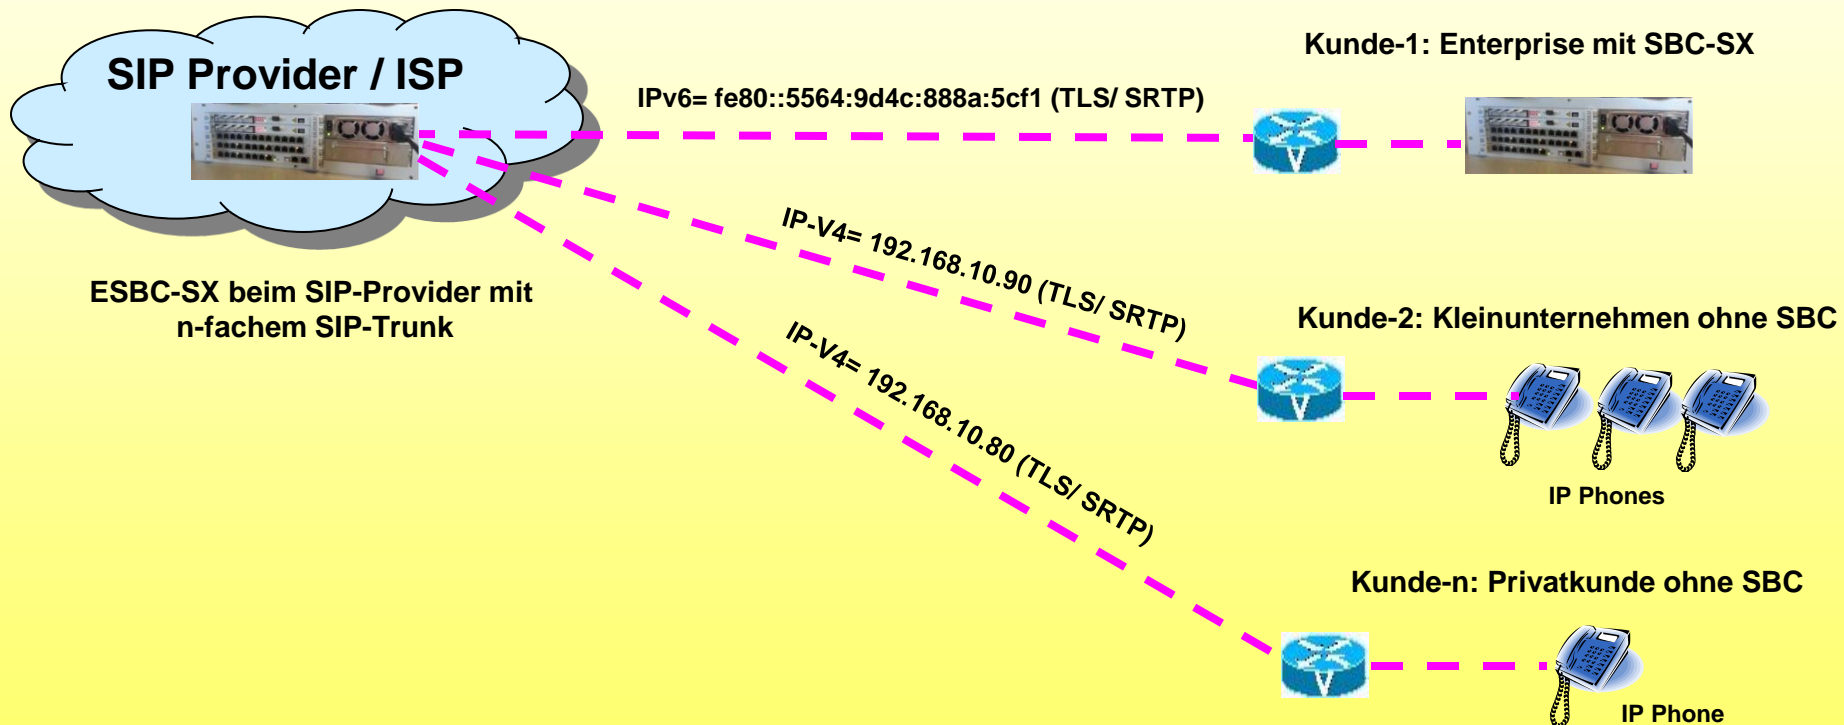 SIP Provider / ISP
Kunde-1: Enterprise mit SBC-SX
IPv6= fe80::5564:9d4c:888a:5cf1 (TLS/ SRTP)
V
IP-V4= 192.168.10.90 (TLS/ SRTP)
ESBC-SX beim SIP-Provider mit
n-fachem SIP-Trunk
Kunde-2: Kleinunternehmen ohne SBC
IP-V4= 192.168.10.80 (TLS/ SRTP)
V
IP Phones
Kunde-n: Privatkunde ohne SBC
V
IP Phone